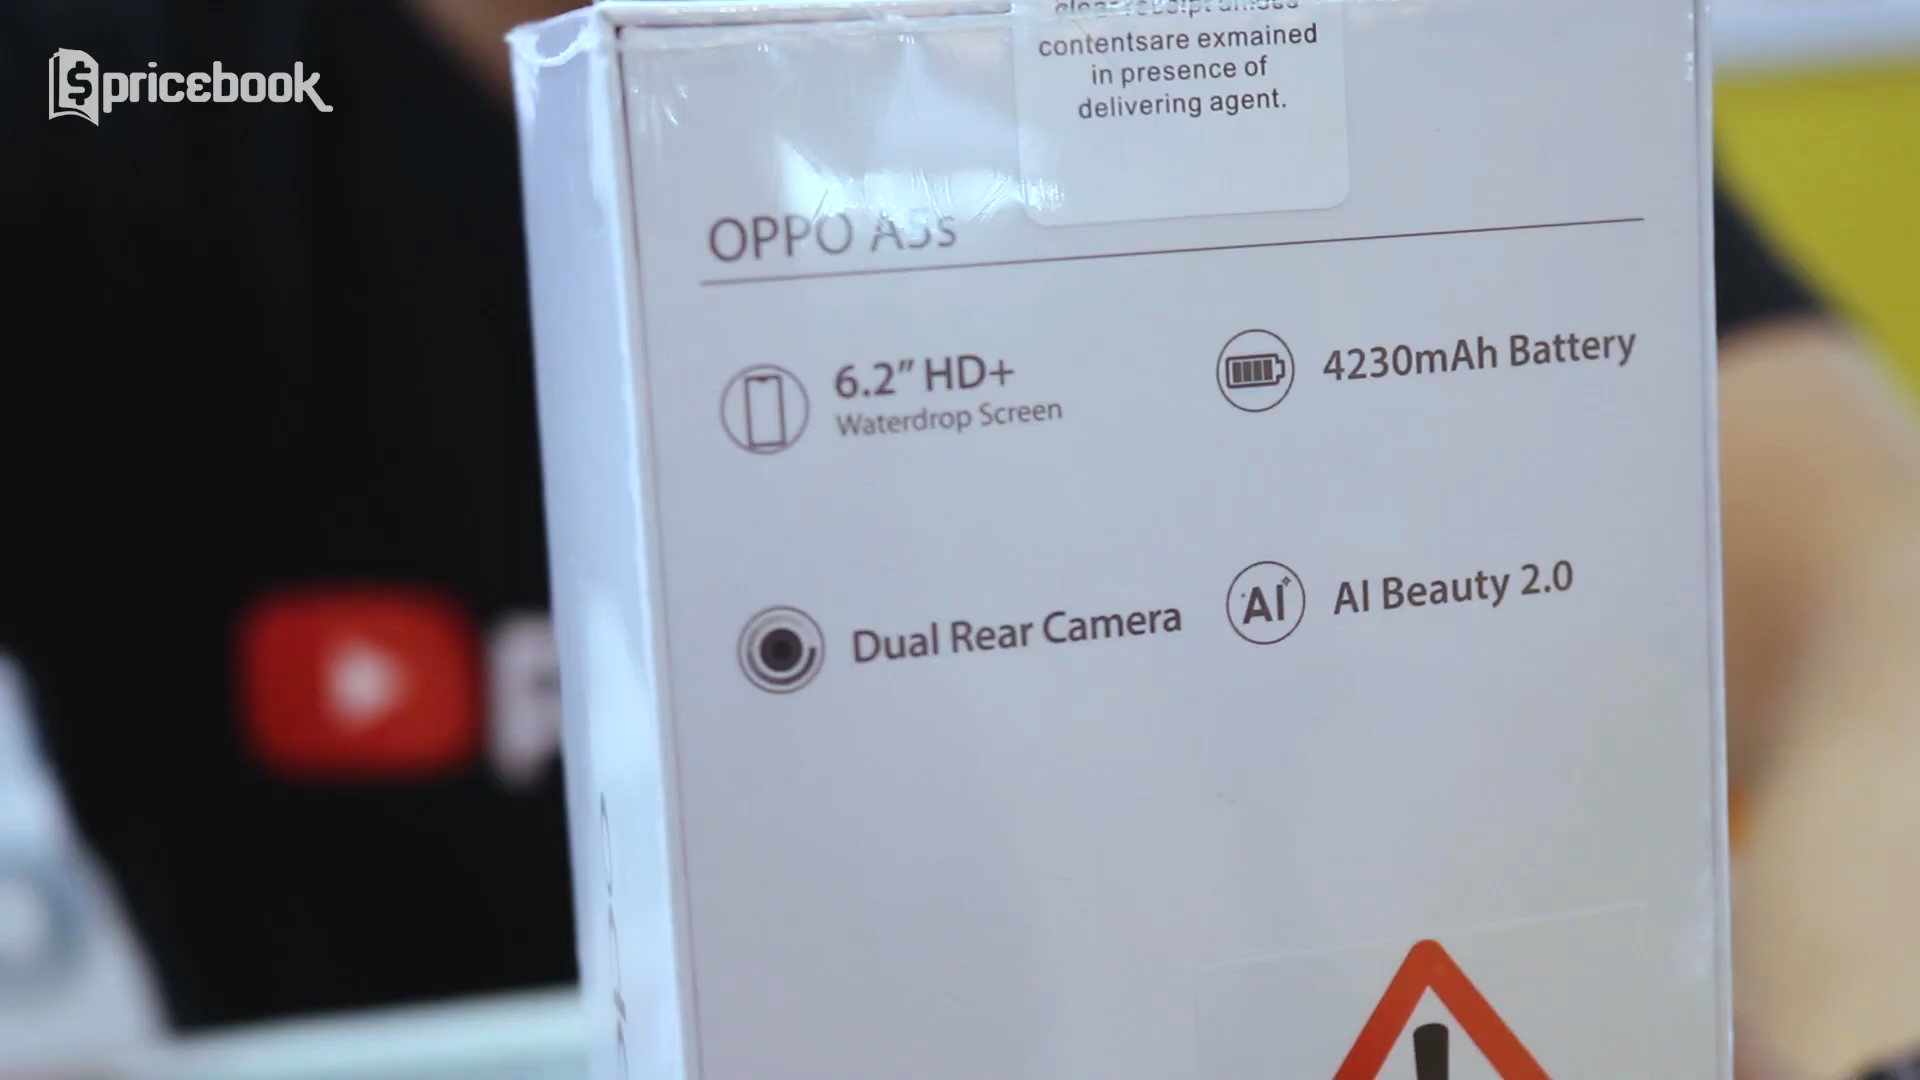 pricebook
contentsare exmained
in presence of
delivering agent.
OPPO A5s
6.2” HD+
Waterdrop Screen
4230mAh Battery
Dual Rear Camera
AI
AI Beauty 2.0